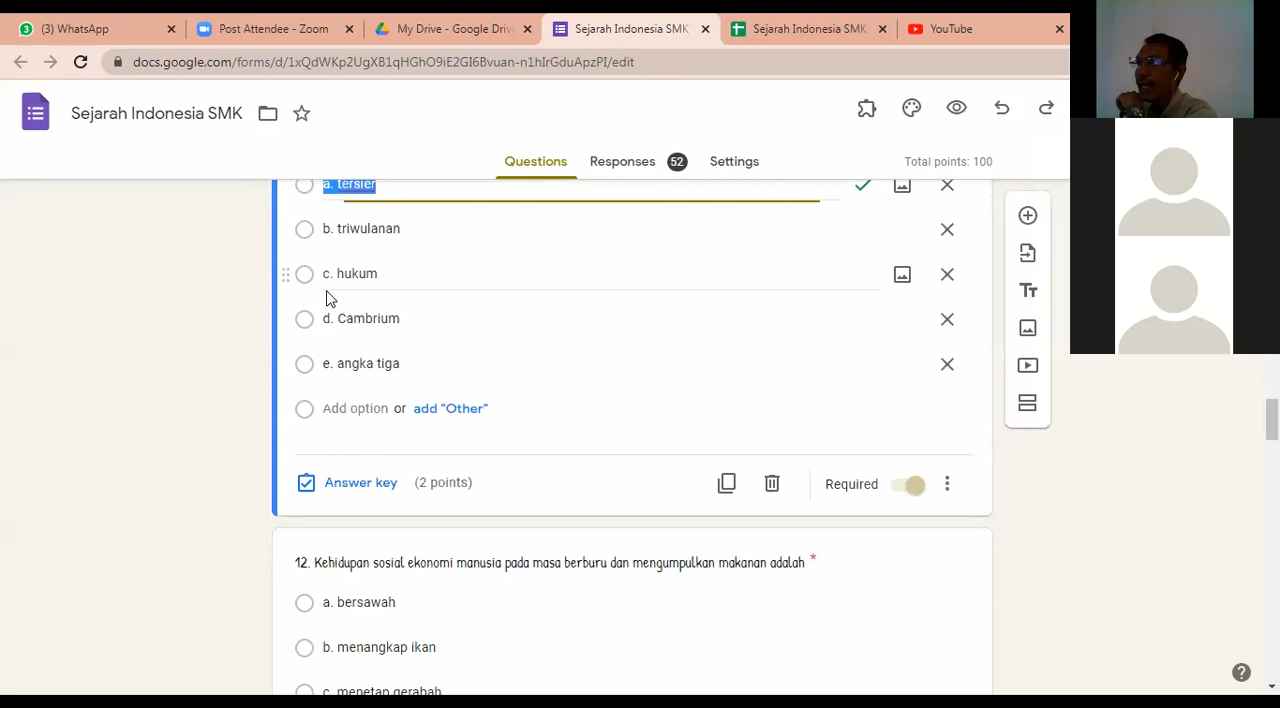 3 (3) WhatsApp
Post Attendee - Zoom
My Drive - Google Driv
Sejarah Indonesia SMK
Sejarah Indonesia SMK
YouTube
docs.google.com/forms/d/1xQdWKp2UgXB1qHGhO9iE2GI6Bvuan-n1hIrGduApzPI/edit
Sejarah Indonesia SMK
Questions Responses 52 Settings Total points: 100
a. tersier
b. triwulanan
c. hukum
d. Cambrium
e. angka tiga
Add option or add "Other"
Answer key (2 points) Required
12. Kehidupan sosial ekonomi manusia pada masa berburu dan mengumpulkan makanan adalah *
a. bersawah
b. menangkap ikan
c. menetap gerabah